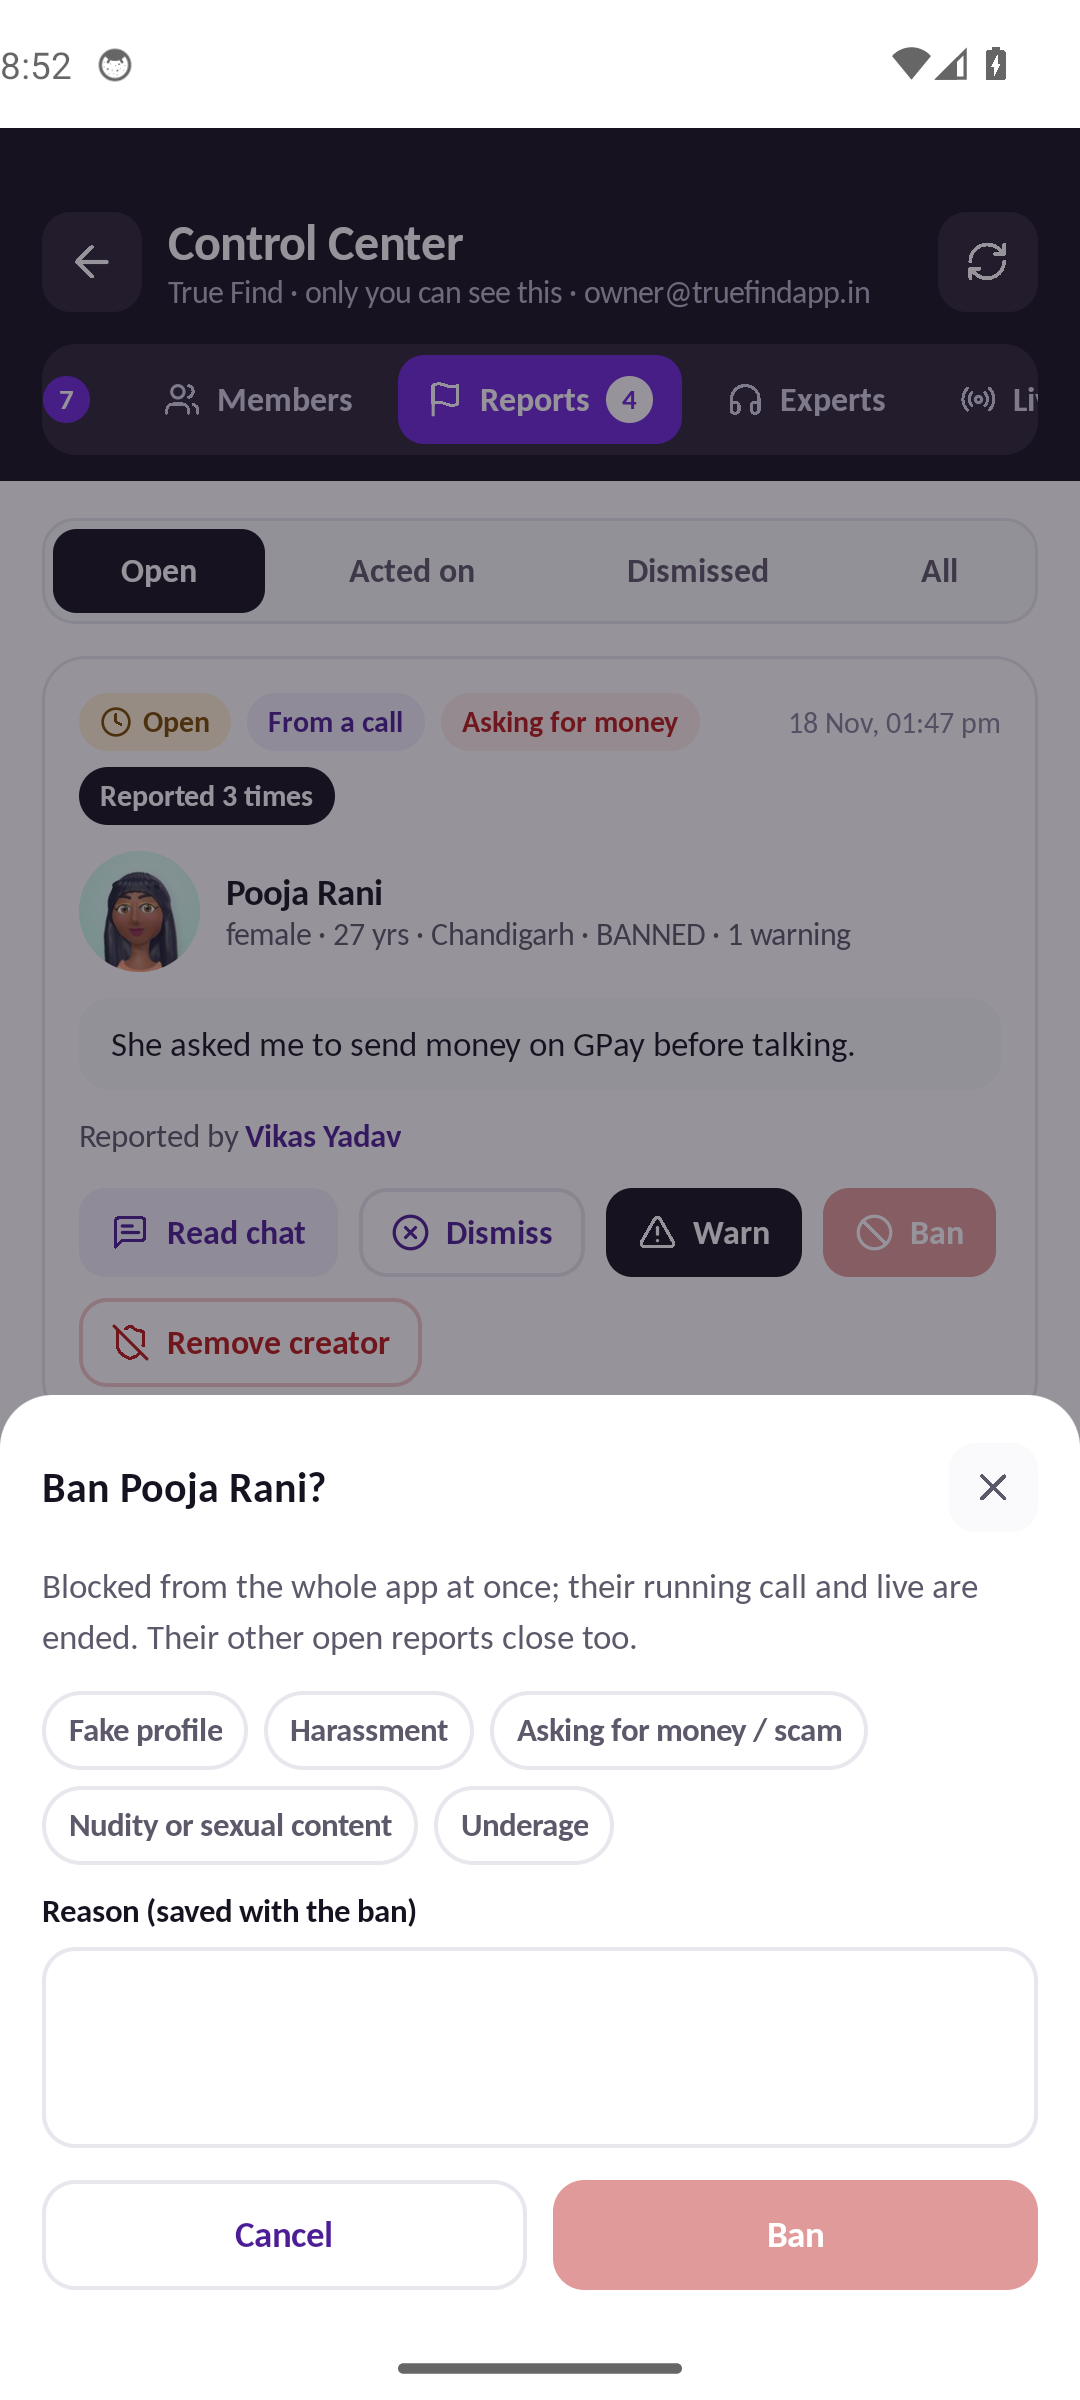 8:52
Control Center
True Find · only you can see this · owner@truefindapp.in
7 Members Reports 4 Experts
Open Acted on Dismissed All
Open From a call Asking for money 18 Nov, 01:47 pm
Reported 3 times
Pooja Rani
female · 27 yrs · Chandigarh · BANNED · 1 warning
She asked me to send money on GPay before talking.
Reported by Vikas Yadav
Read chat Dismiss Warn Ban
Remove creator
Ban Pooja Rani?
Blocked from the whole app at once; their running call and live are
ended. Their other open reports close too.
Fake profile Harassment Asking for money / scam
Nudity or sexual content Underage
Reason (saved with the ban)
Cancel Ban